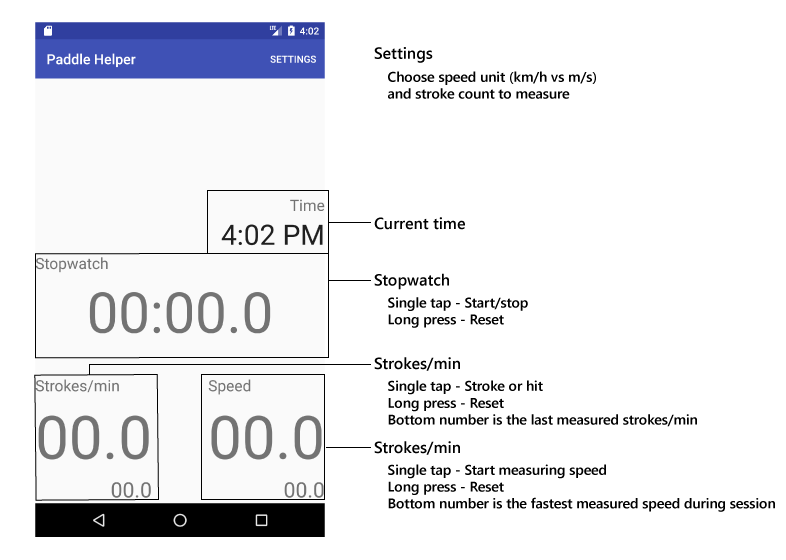 4:02
Paddle Helper
SETTINGS
Settings
Choose speed unit (km/h vs m/s)
and stroke count to measure
Time
4:02 PM
Current time
Stopwatch
00:00.0
Stopwatch
Single tap - Start/stop
Long press - Reset
Strokes/min
00.0
00.0
Strokes/min
Single tap - Stroke or hit
Long press - Reset
Bottom number is the last measured strokes/min
Speed
00.0
00.0
Strokes/min
Single tap - Start measuring speed
Long press - Reset
Bottom number is the fastest measured speed during session